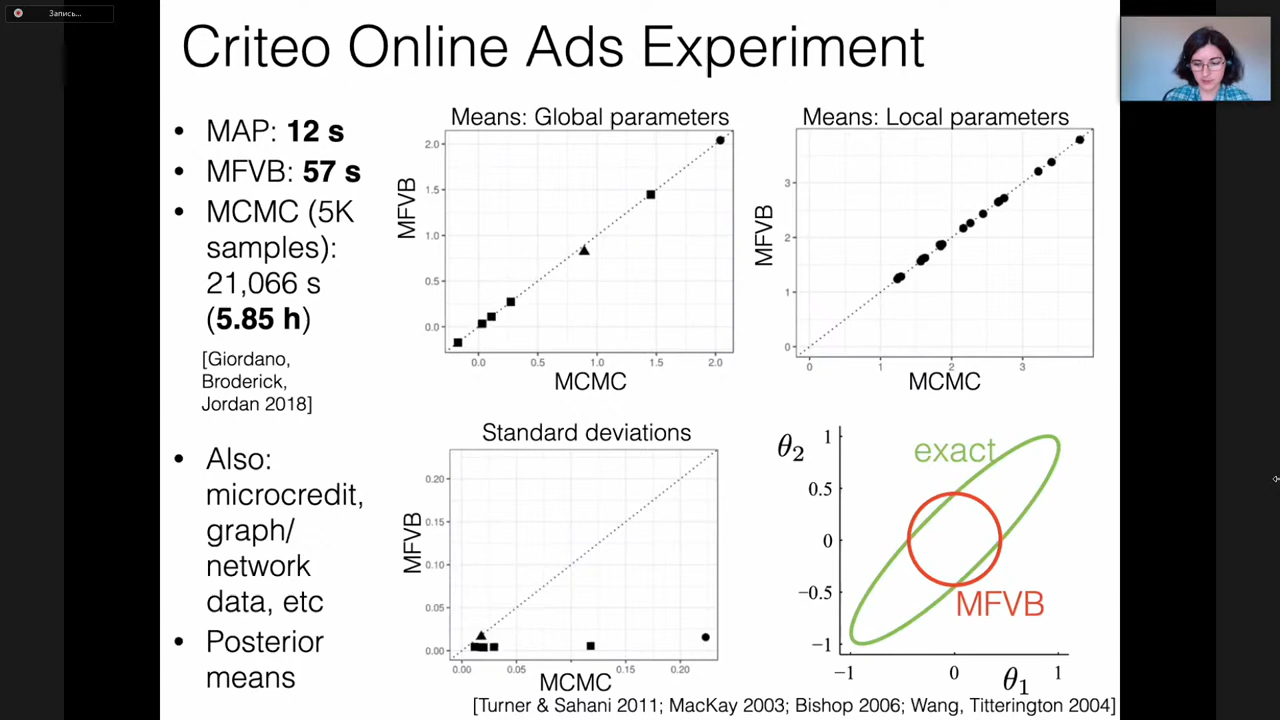 Запись...
Criteo Online Ads Experiment
• MAP: 12 s
• MFVB: 57 s
• MCMC (5K
samples):
21,066 s
(5.85 h)
[Giordano,
Broderick,
Jordan 2018]
• Also:
microcredit,
graph/
network
data, etc
• Posterior
means
Means: Global parameters
MFVB
2.0
1.5
1.0
0.5
0.0
0.0 0.5 1.0 1.5 2.0
MCMC
Means: Local parameters
MFVB
3
2
1
0
0 1 2 3
MCMC
Standard deviations
MFVB
0.20
0.15
0.10
0.05
0.00
0.00 0.05 0.15 0.20
MCMC
θ2
1
0.5
0
−0.5
−1
exact
MFVB
−1 0 1
θ1
[Turner & Sahani 2011; MacKay 2003; Bishop 2006; Wang, Titterington 2004]